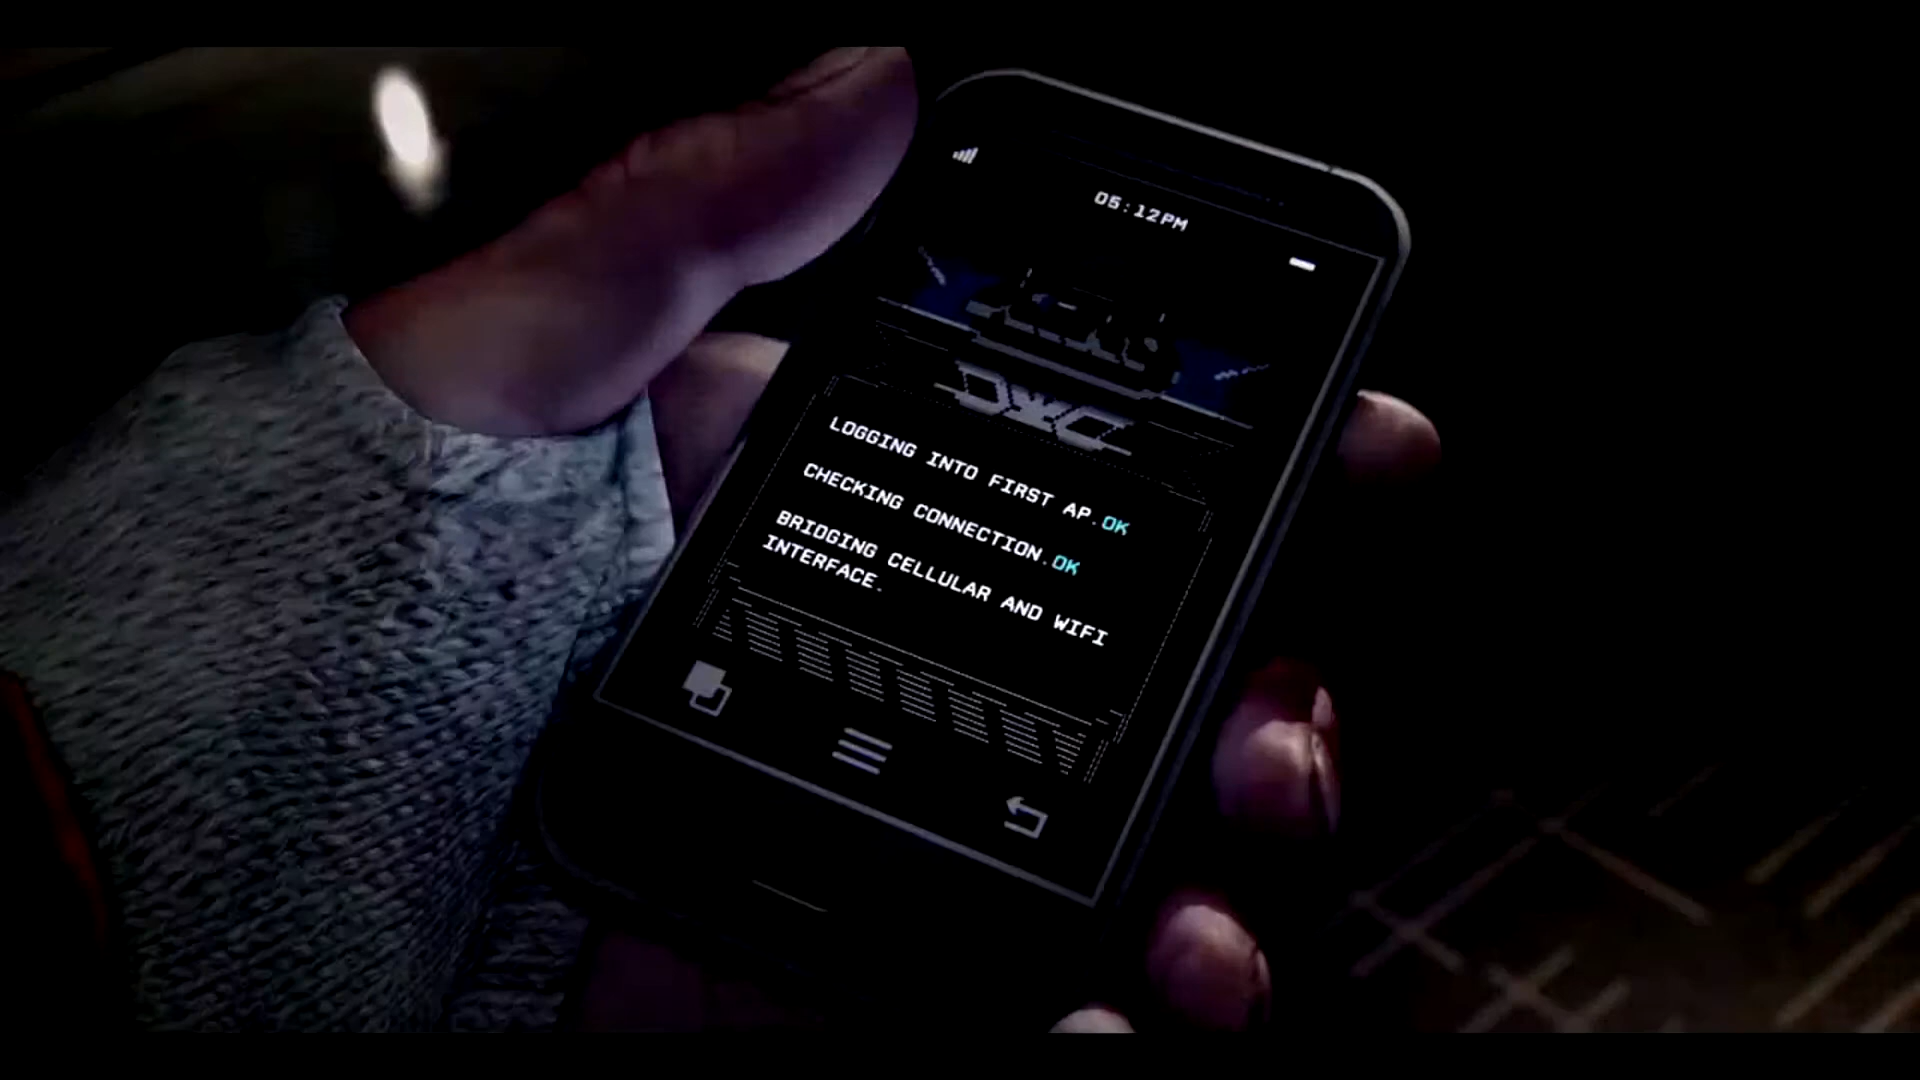 05:12PM
LOGGING INTO FIRST AP.OK
CHECKING CONNECTION.OK
BRIDGING CELLULAR AND WIFI
INTERFACE.